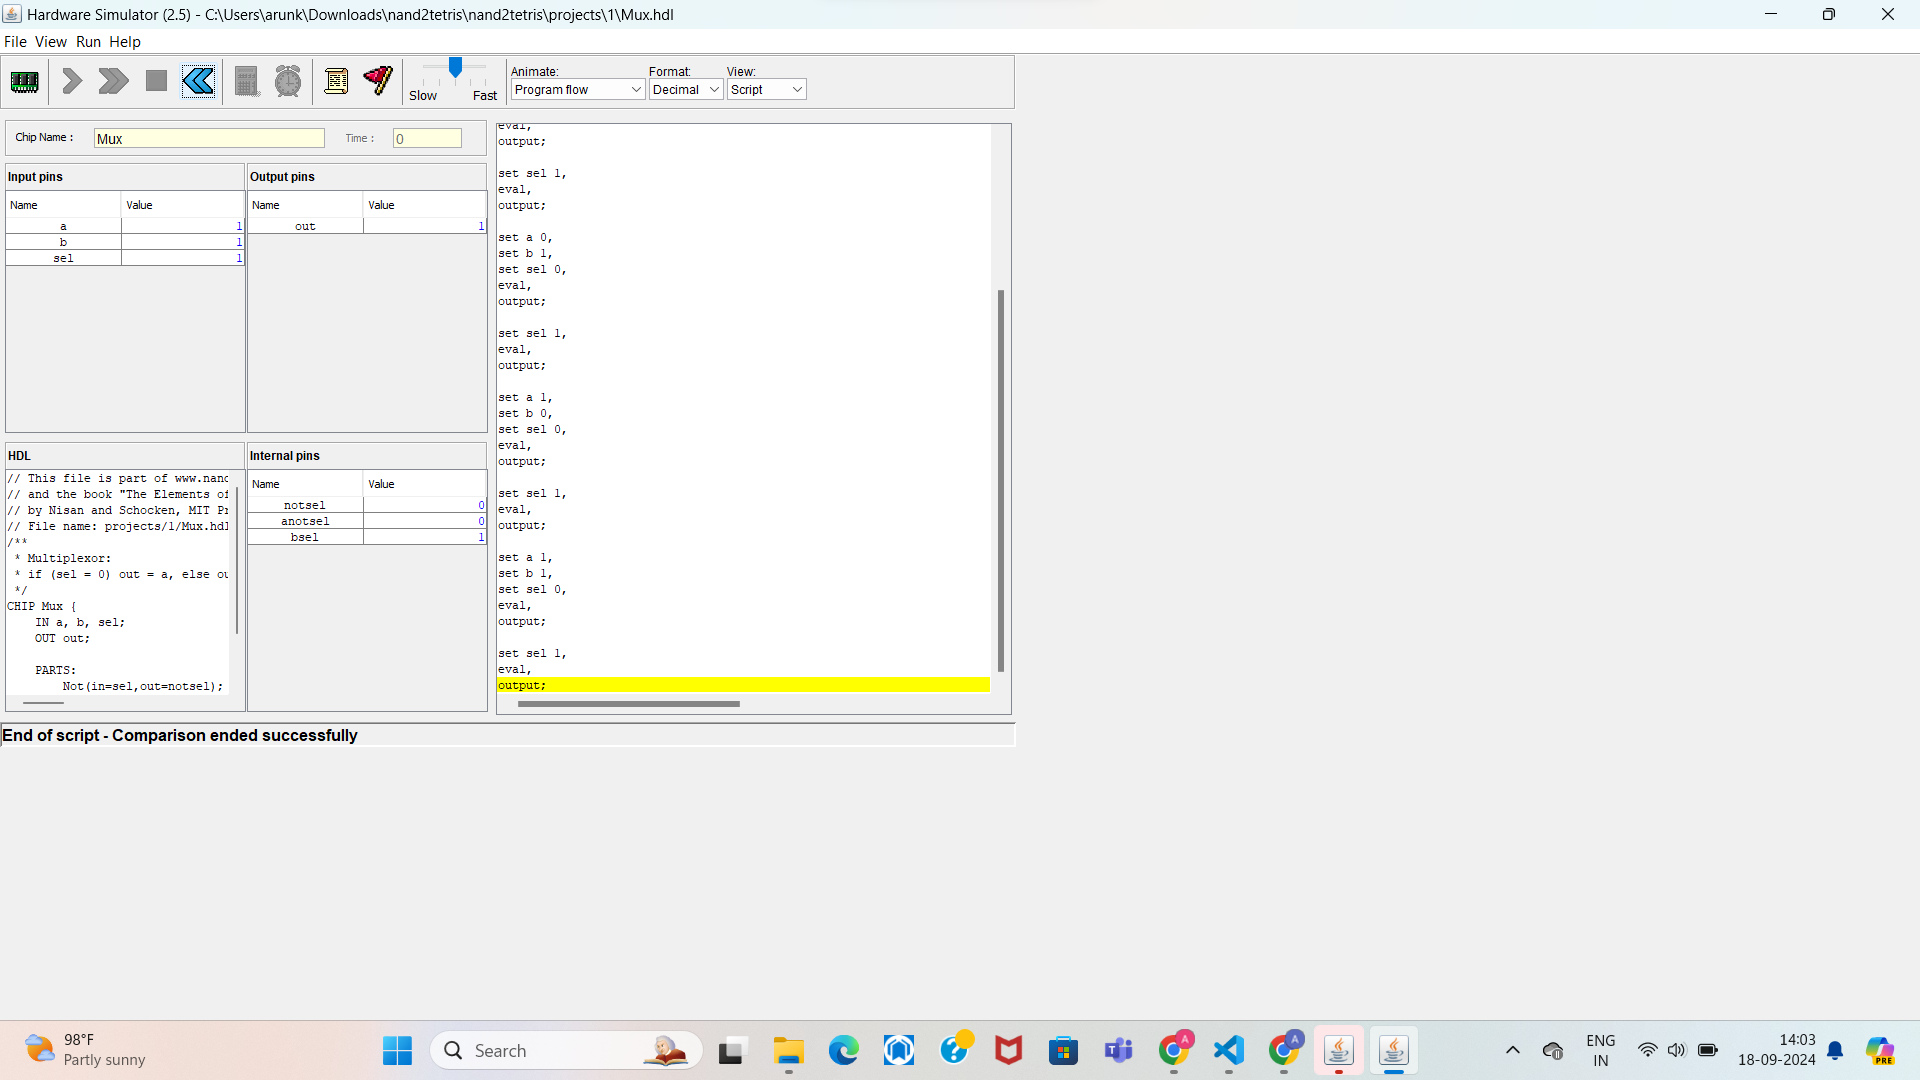 Hardware Simulator (2.5) - C:\Users\arunk\Downloads\nand2tetris\nand2tetris\projects\1\Mux.hdl
File View Run Help
Slow Fast
Animate:
Program flow
Format:
Decimal
View:
Script
Chip Name :
Mux
Time :
0
Input pins
Name Value
a 1
b 1
sel 1
Output pins
Name Value
out 1
HDL
// This file is part of www.nand
// and the book "The Elements of
// by Nisan and Schocken, MIT Pr
// File name: projects/1/Mux.hdl
/**
* Multiplexor:
* if (sel = 0) out = a, else ou
*/
CHIP Mux {
IN a, b, sel;
OUT out;
PARTS:
Not(in=sel,out=notsel);
Internal pins
Name Value
notsel 0
anotsel 0
bsel 1
eval,
output;
set sel 1,
eval,
output;
set a 0,
set b 1,
set sel 0,
eval,
output;
set sel 1,
eval,
output;
set a 1,
set b 0,
set sel 0,
eval,
output;
set sel 1,
eval,
output;
set a 1,
set b 1,
set sel 0,
eval,
output;
set sel 1,
eval,
output;
End of script - Comparison ended successfully
98°F
Partly sunny
Search
A
A
PRE
ENG
IN
14:03
18-09-2024